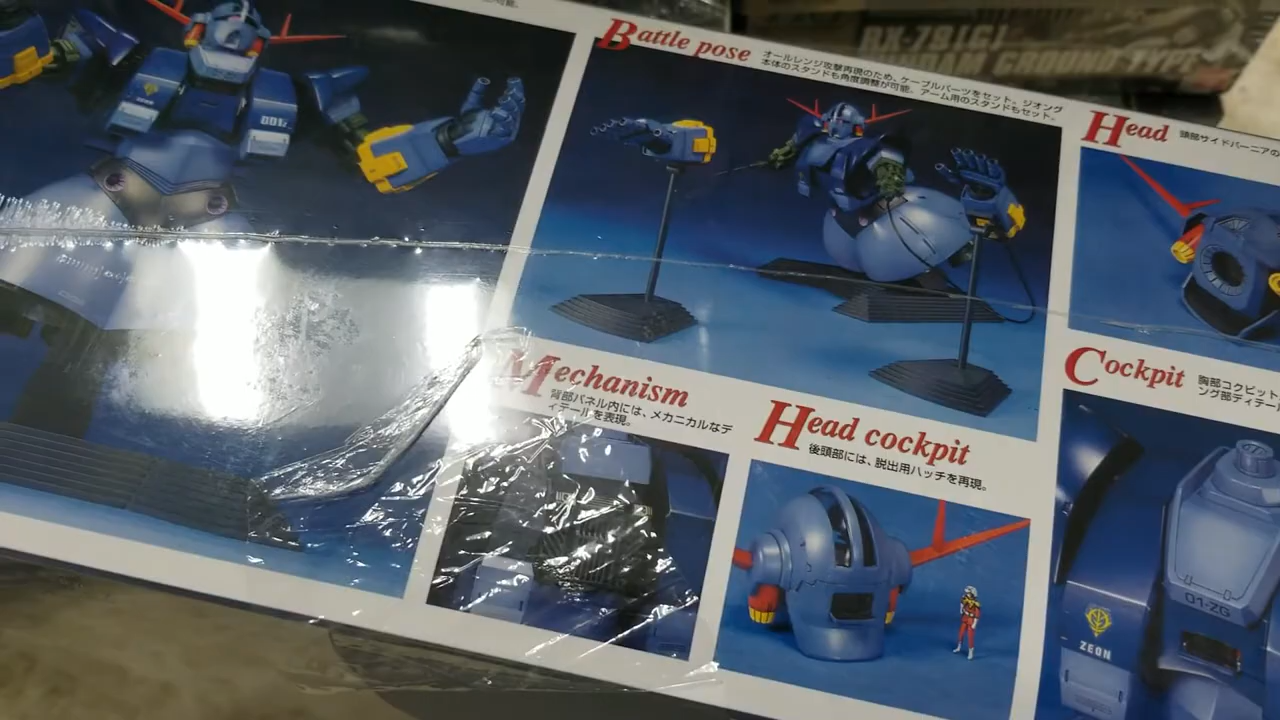 可能。
RX-79[G]
GUNDAM GROUND TYPE
Battle pose
オールレンジ攻撃再現のため、ケーブルパーツをセット。ジオング
本体のスタンドも角度調整が可能。アーム用のスタンドもセット。
Head
頭部サイドバーニアの
001
Mechanism
背部パネル内には、メカニカルなデ
ィテールを表現。
Head cockpit
後頭部には、脱出用ハッチを再現。
Cockpit
胸部コクピット
ング部ディテー
01-ZG
ZEON